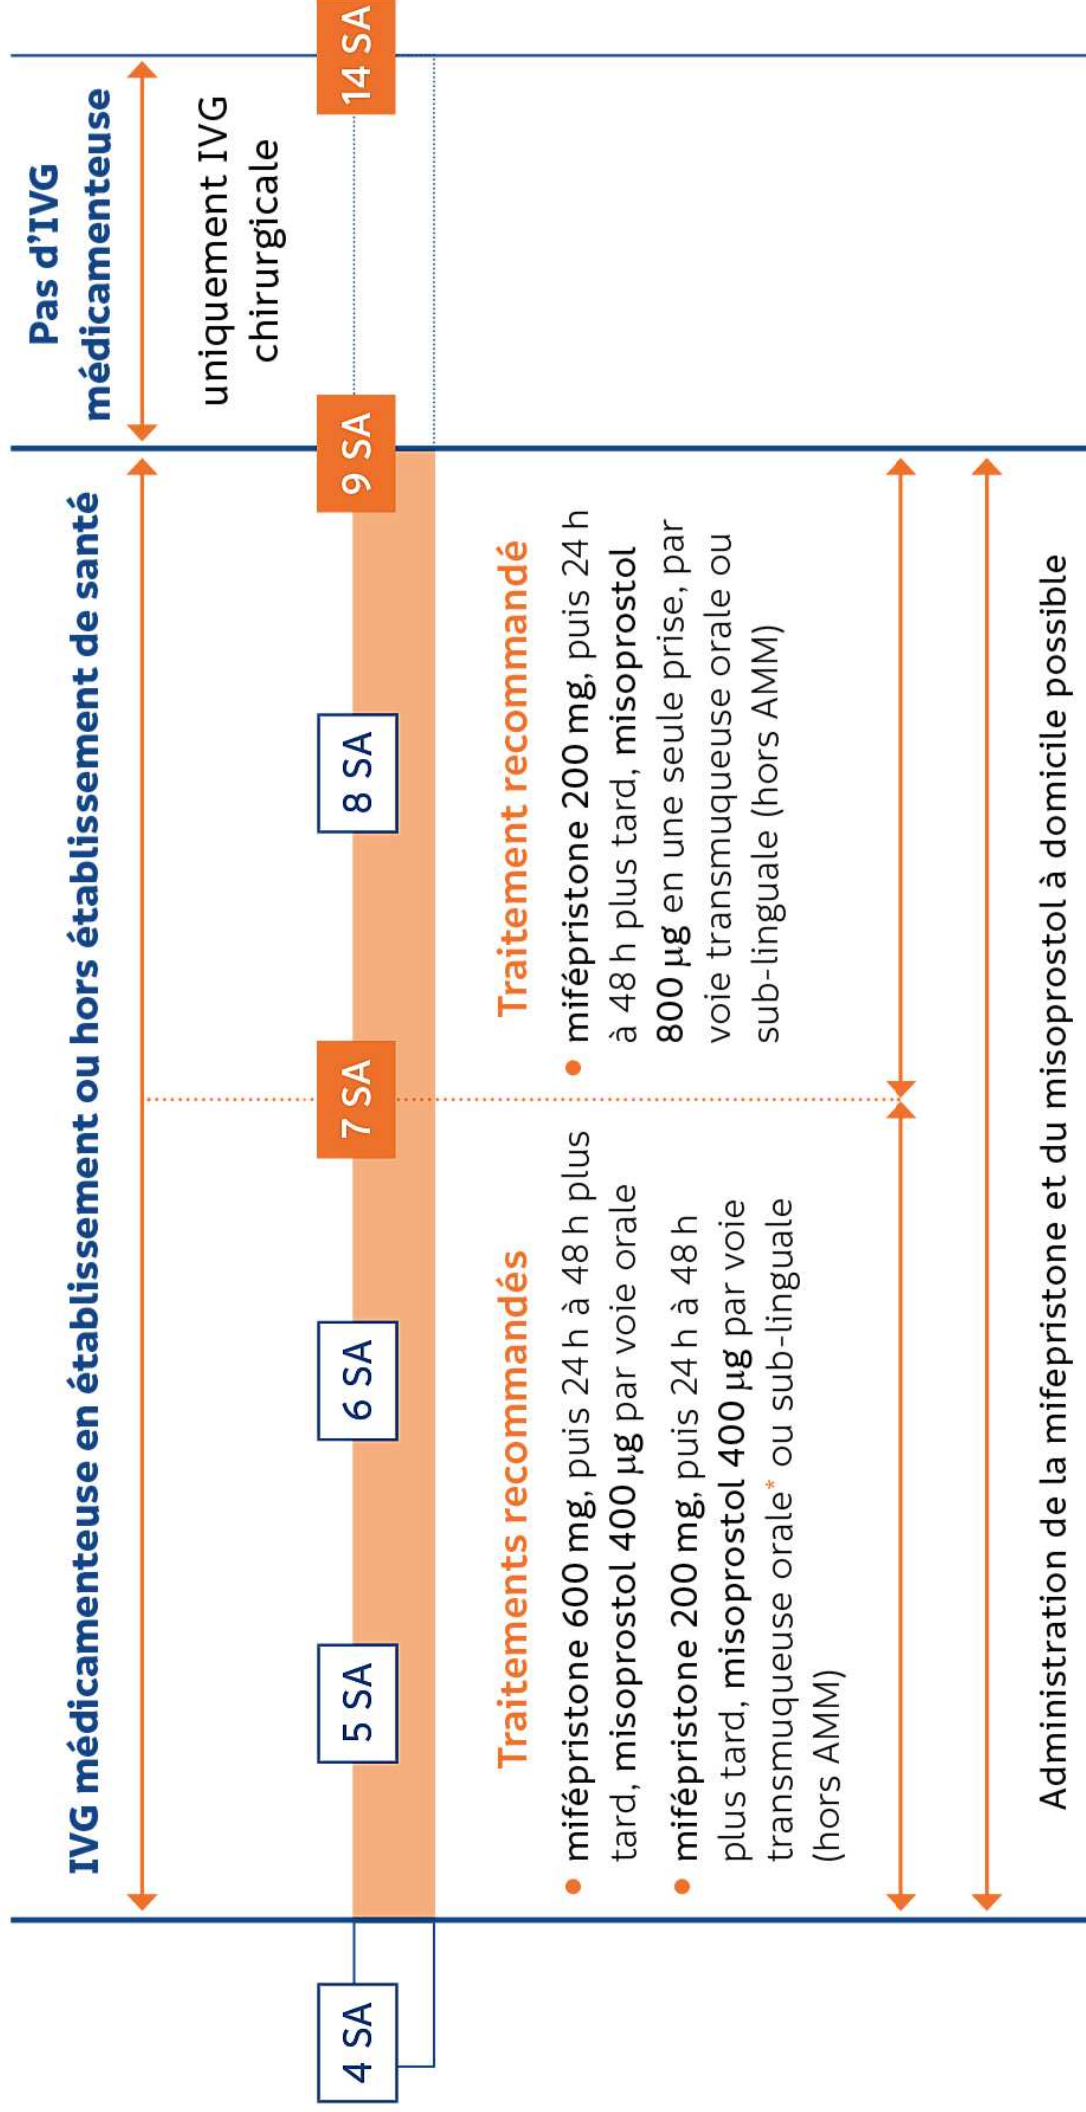 IVG médicamenteuse en établissement ou hors établissement de santé
Pas d’IVG
médicamenteuse
uniquement IVG
chirurgicale
4 SA
5 SA
6 SA
7 SA
8 SA
9 SA
14 SA
Traitements recommandés
• mifépristone 600 mg, puis 24 h à 48 h plus
tard, misoprostol 400 µg par voie orale
• mifépristone 200 mg, puis 24 h à 48 h
plus tard, misoprostol 400 µg par voie
transmuqueuse orale* ou sub-linguale
(hors AMM)
Traitement recommandé
• mifépristone 200 mg, puis 24 h
à 48 h plus tard, misoprostol
800 µg en une seule prise, par
voie transmuqueuse orale ou
sub-linguale (hors AMM)
Administration de la mifepristone et du misoprostol à domicile possible